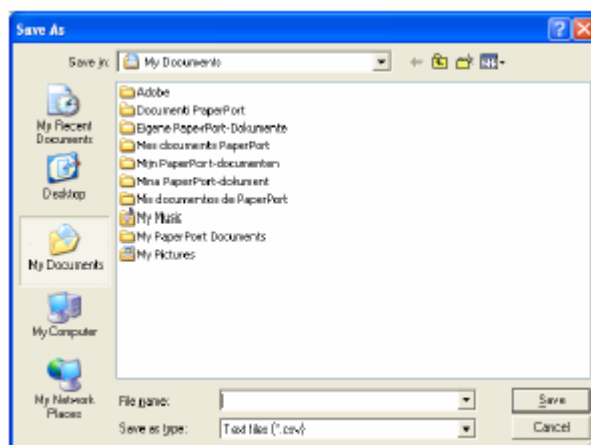 Save As
Save in:
My Documents
My Recent
Documents
Desktop
My Documents
My Computer
My Network
Places
Adobe
Documenti PaperPort
Eigene PaperPort-Dokumente
Mes documents PaperPort
Mijn PaperPort-documenten
Mina PaperPort-dokument
Mis documentos de PaperPort
My Music
My PaperPort Documents
My Pictures
File name:
Save
Save as type:
Text files (*.csv)
Cancel